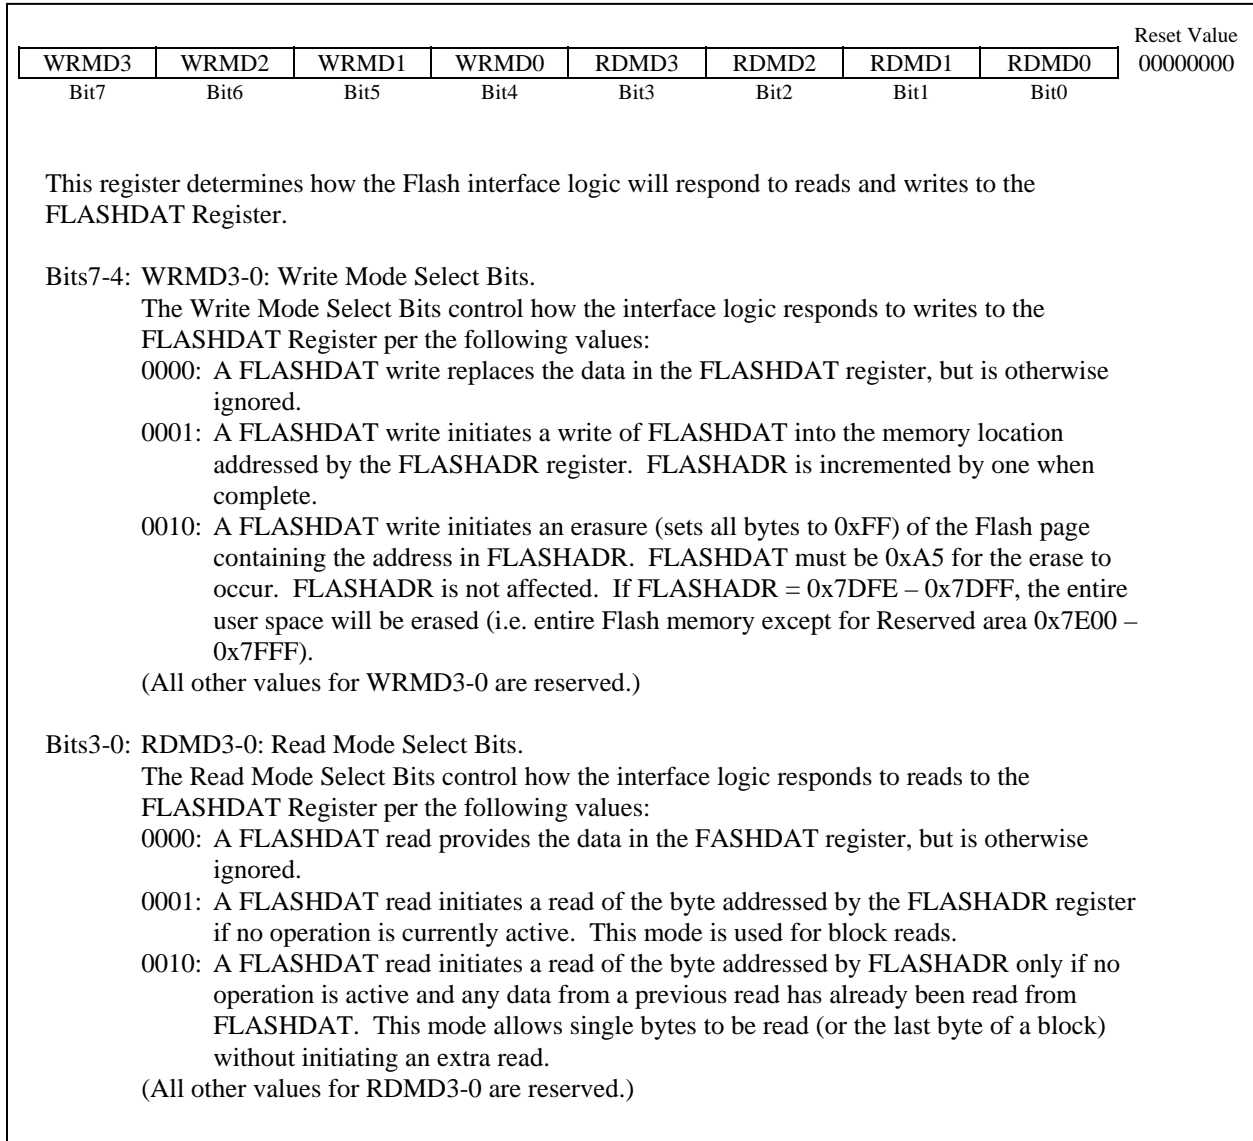 Reset Value
WRMD3 WRMD2 WRMD1 WRMD0 RDMD3 RDMD2 RDMD1 RDMD0 00000000
Bit7 Bit6 Bit5 Bit4 Bit3 Bit2 Bit1 Bit0
This register determines how the Flash interface logic will respond to reads and writes to the
FLASHDAT Register.
Bits7-4: WRMD3-0: Write Mode Select Bits.
The Write Mode Select Bits control how the interface logic responds to writes to the
FLASHDAT Register per the following values:
0000: A FLASHDAT write replaces the data in the FLASHDAT register, but is otherwise
ignored.
0001: A FLASHDAT write initiates a write of FLASHDAT into the memory location
addressed by the FLASHADR register. FLASHADR is incremented by one when
complete.
0010: A FLASHDAT write initiates an erasure (sets all bytes to 0xFF) of the Flash page
containing the address in FLASHADR. FLASHDAT must be 0xA5 for the erase to
occur. FLASHADR is not affected. If FLASHADR = 0x7DFE – 0x7DFF, the entire
user space will be erased (i.e. entire Flash memory except for Reserved area 0x7E00 –
0x7FFF).
(All other values for WRMD3-0 are reserved.)
Bits3-0: RDMD3-0: Read Mode Select Bits.
The Read Mode Select Bits control how the interface logic responds to reads to the
FLASHDAT Register per the following values:
0000: A FLASHDAT read provides the data in the FASHDAT register, but is otherwise
ignored.
0001: A FLASHDAT read initiates a read of the byte addressed by the FLASHADR register
if no operation is currently active. This mode is used for block reads.
0010: A FLASHDAT read initiates a read of the byte addressed by FLASHADR only if no
operation is active and any data from a previous read has already been read from
FLASHDAT. This mode allows single bytes to be read (or the last byte of a block)
without initiating an extra read.
(All other values for RDMD3-0 are reserved.)